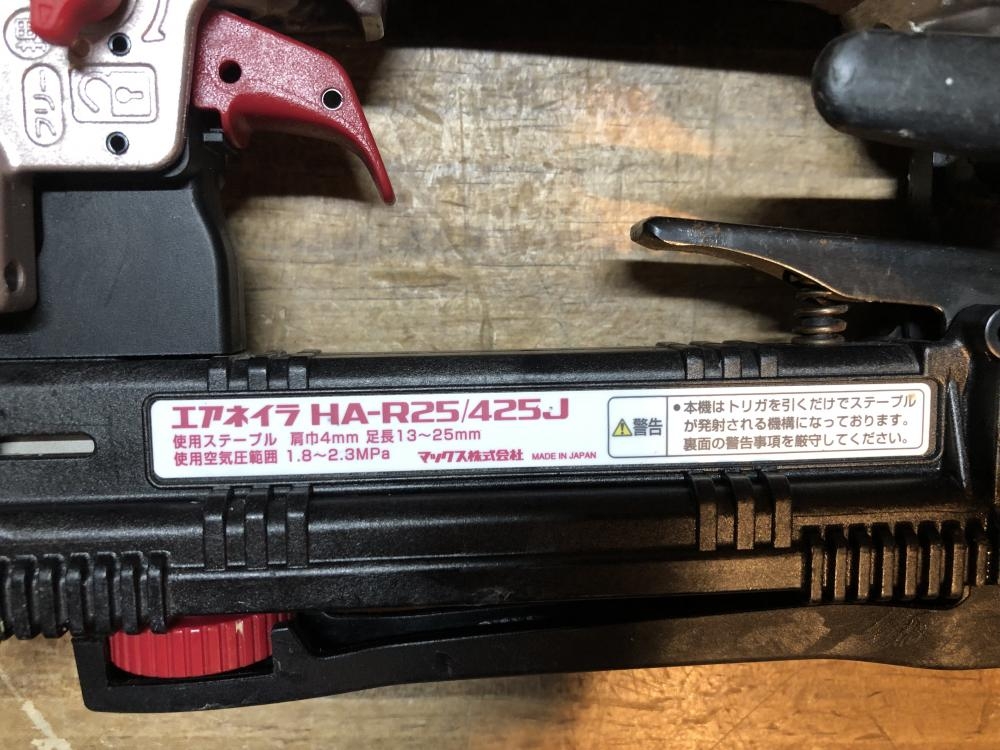 フリー
エアネイラ HA-R25/425J
使用ステープル 肩巾4mm 足長13～25mm
使用空気圧範囲 1.8～2.3MPa マックス株式会社 MADE IN JAPAN
警告
●本機はトリガを引くだけでステープル
が発射される機構になっております。
裏面の警告事項を厳守してください。